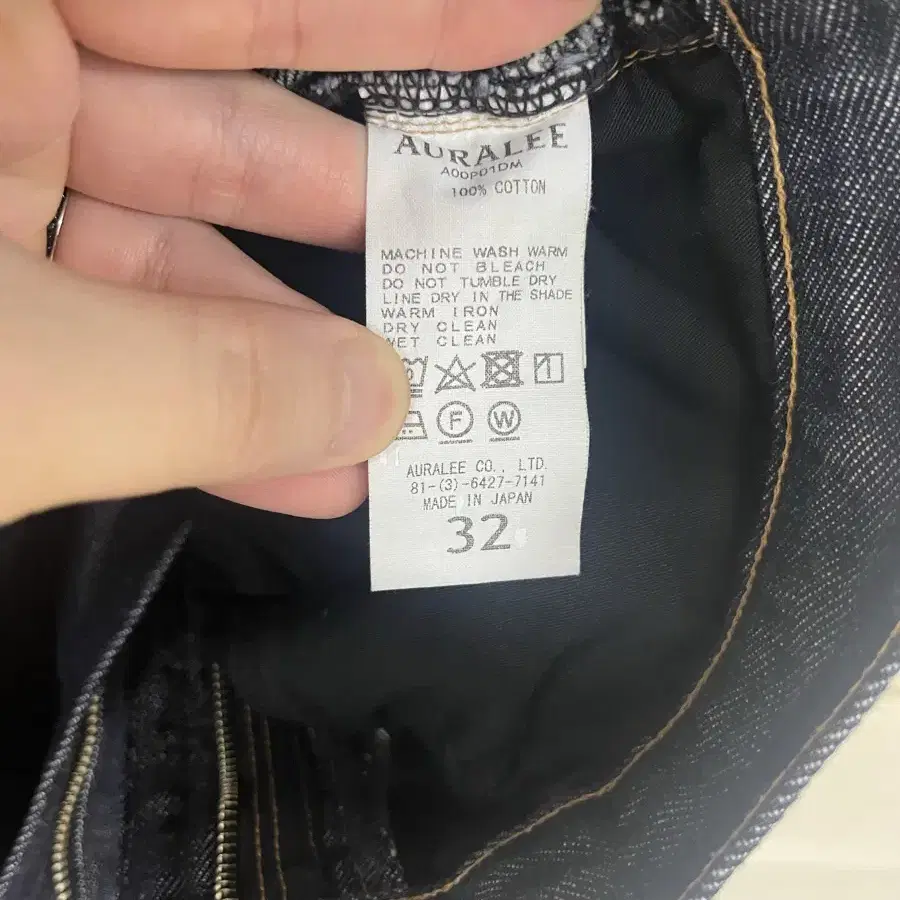 AURALEE
A00P01DM
100% COTTON
MACHINE WASH WARM
DO NOT BLEACH
DO NOT TUMBLE DRY
LINE DRY IN THE SHADE
WARM IRON
DRY CLEAN
WET CLEAN
F W
AURALEE CO., LTD.
81-(3)-6427-7141
MADE IN JAPAN
32